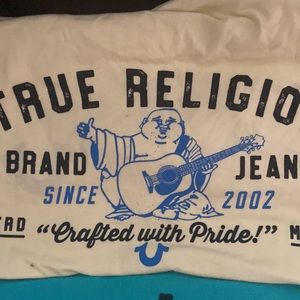 TRUE RELIGIO
BRAND JEAN
SINCE 2002
"Crafted with Pride!"